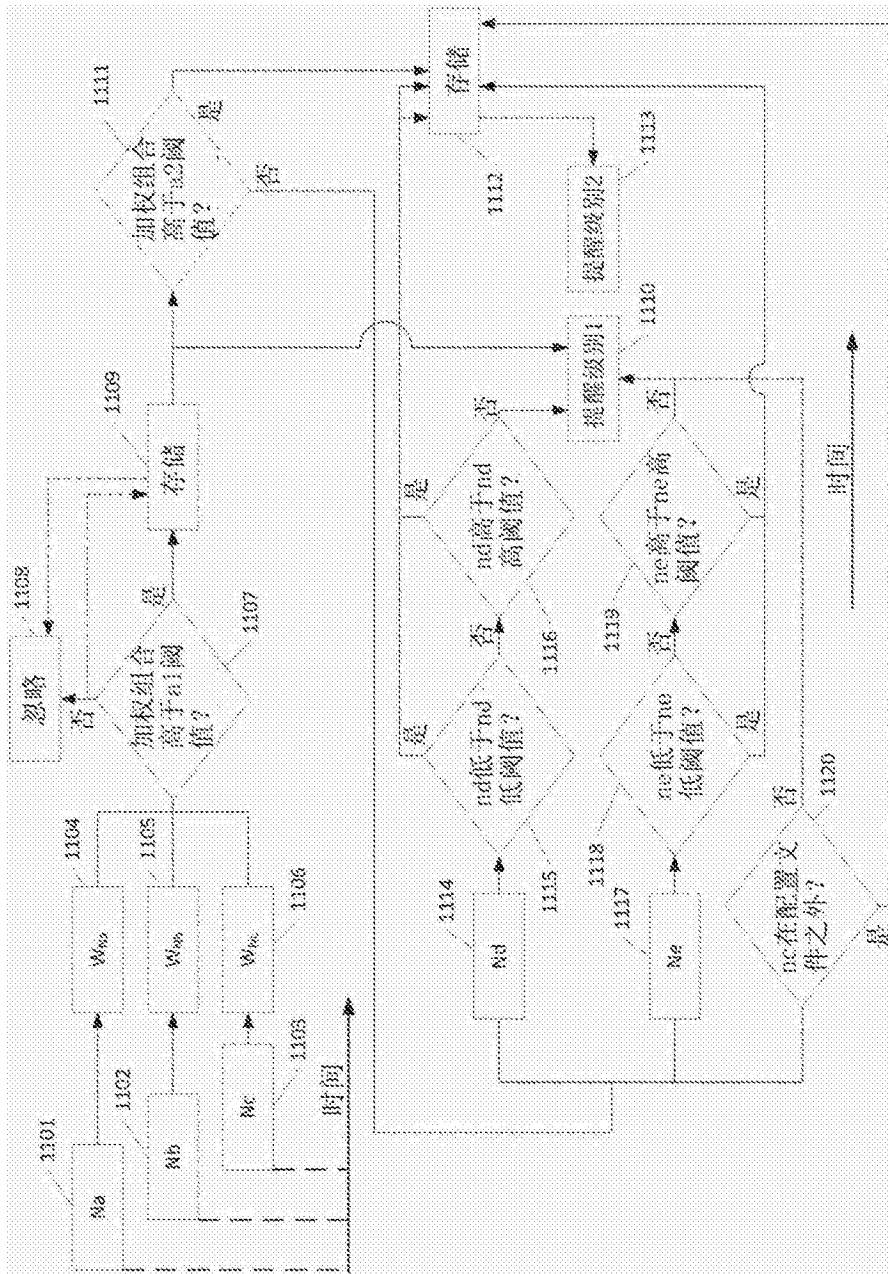 1101
Na
1102
Nb
1103
Nc
时间
1104
W_Na
1105
W_Nb
1106
W_Nc
1107
加权组合
高于a1阈
值?
否
是
1108
忽略
1109
存储
1111
加权组合
高于a2阈
值?
是
否
1112
存储
1113
提醒级别2
1110
提醒级别1
1114
Nd
1115
nd低于nd
低阈值?
是
否
1116
nd高于nd
高阈值?
是
否
1117
Ne
1118
ne低于ne
低阈值?
否
是
1119
ne高于ne高
阈值?
否
是
1120
nc在配置文
件之外?
否
是
时间